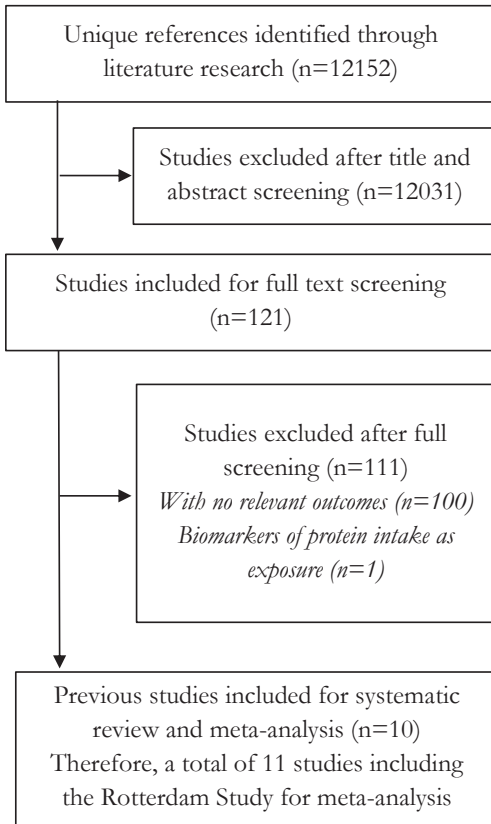 Unique references identified through
literature research (n=12152)
Studies excluded after title and
abstract screening (n=12031)
Studies included for full text screening
(n=121)
Studies excluded after full
screening (n=111)
With no relevant outcomes (n=100)
Biomarkers of protein intake as
exposure (n=1)
Previous studies included for systematic
review and meta-analysis (n=10)
Therefore, a total of 11 studies including
the Rotterdam Study for meta-analysis